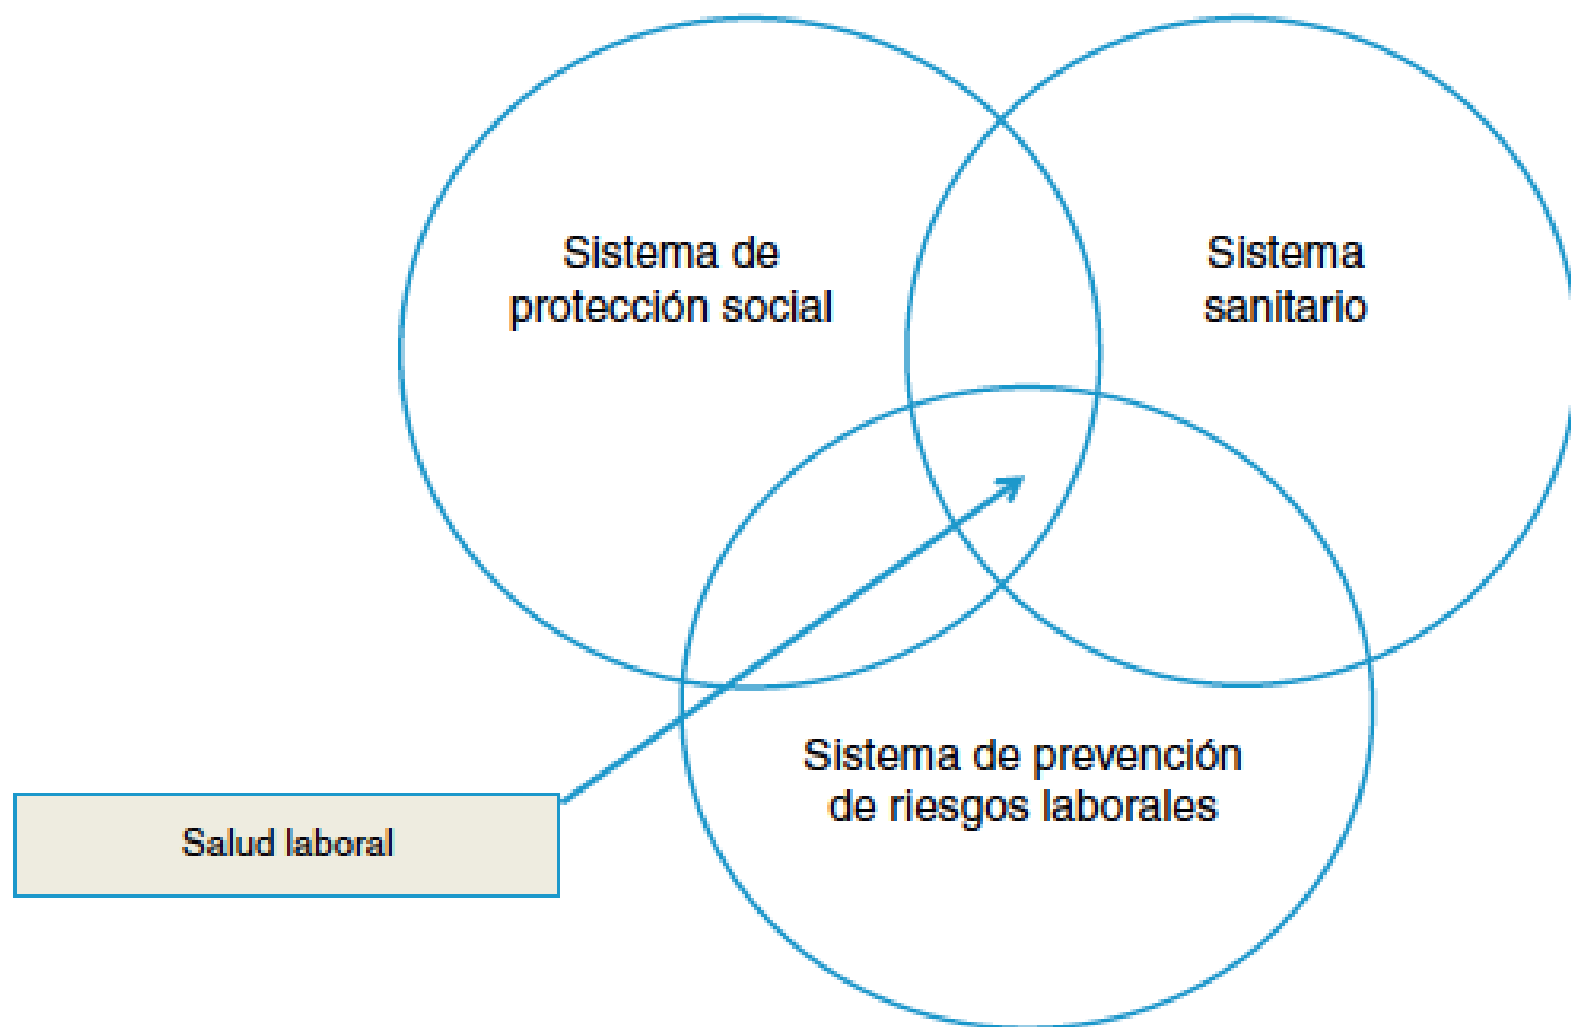 Sistema de
protección social
Sistema
sanitario
Sistema de prevención
de riesgos laborales
Salud laboral